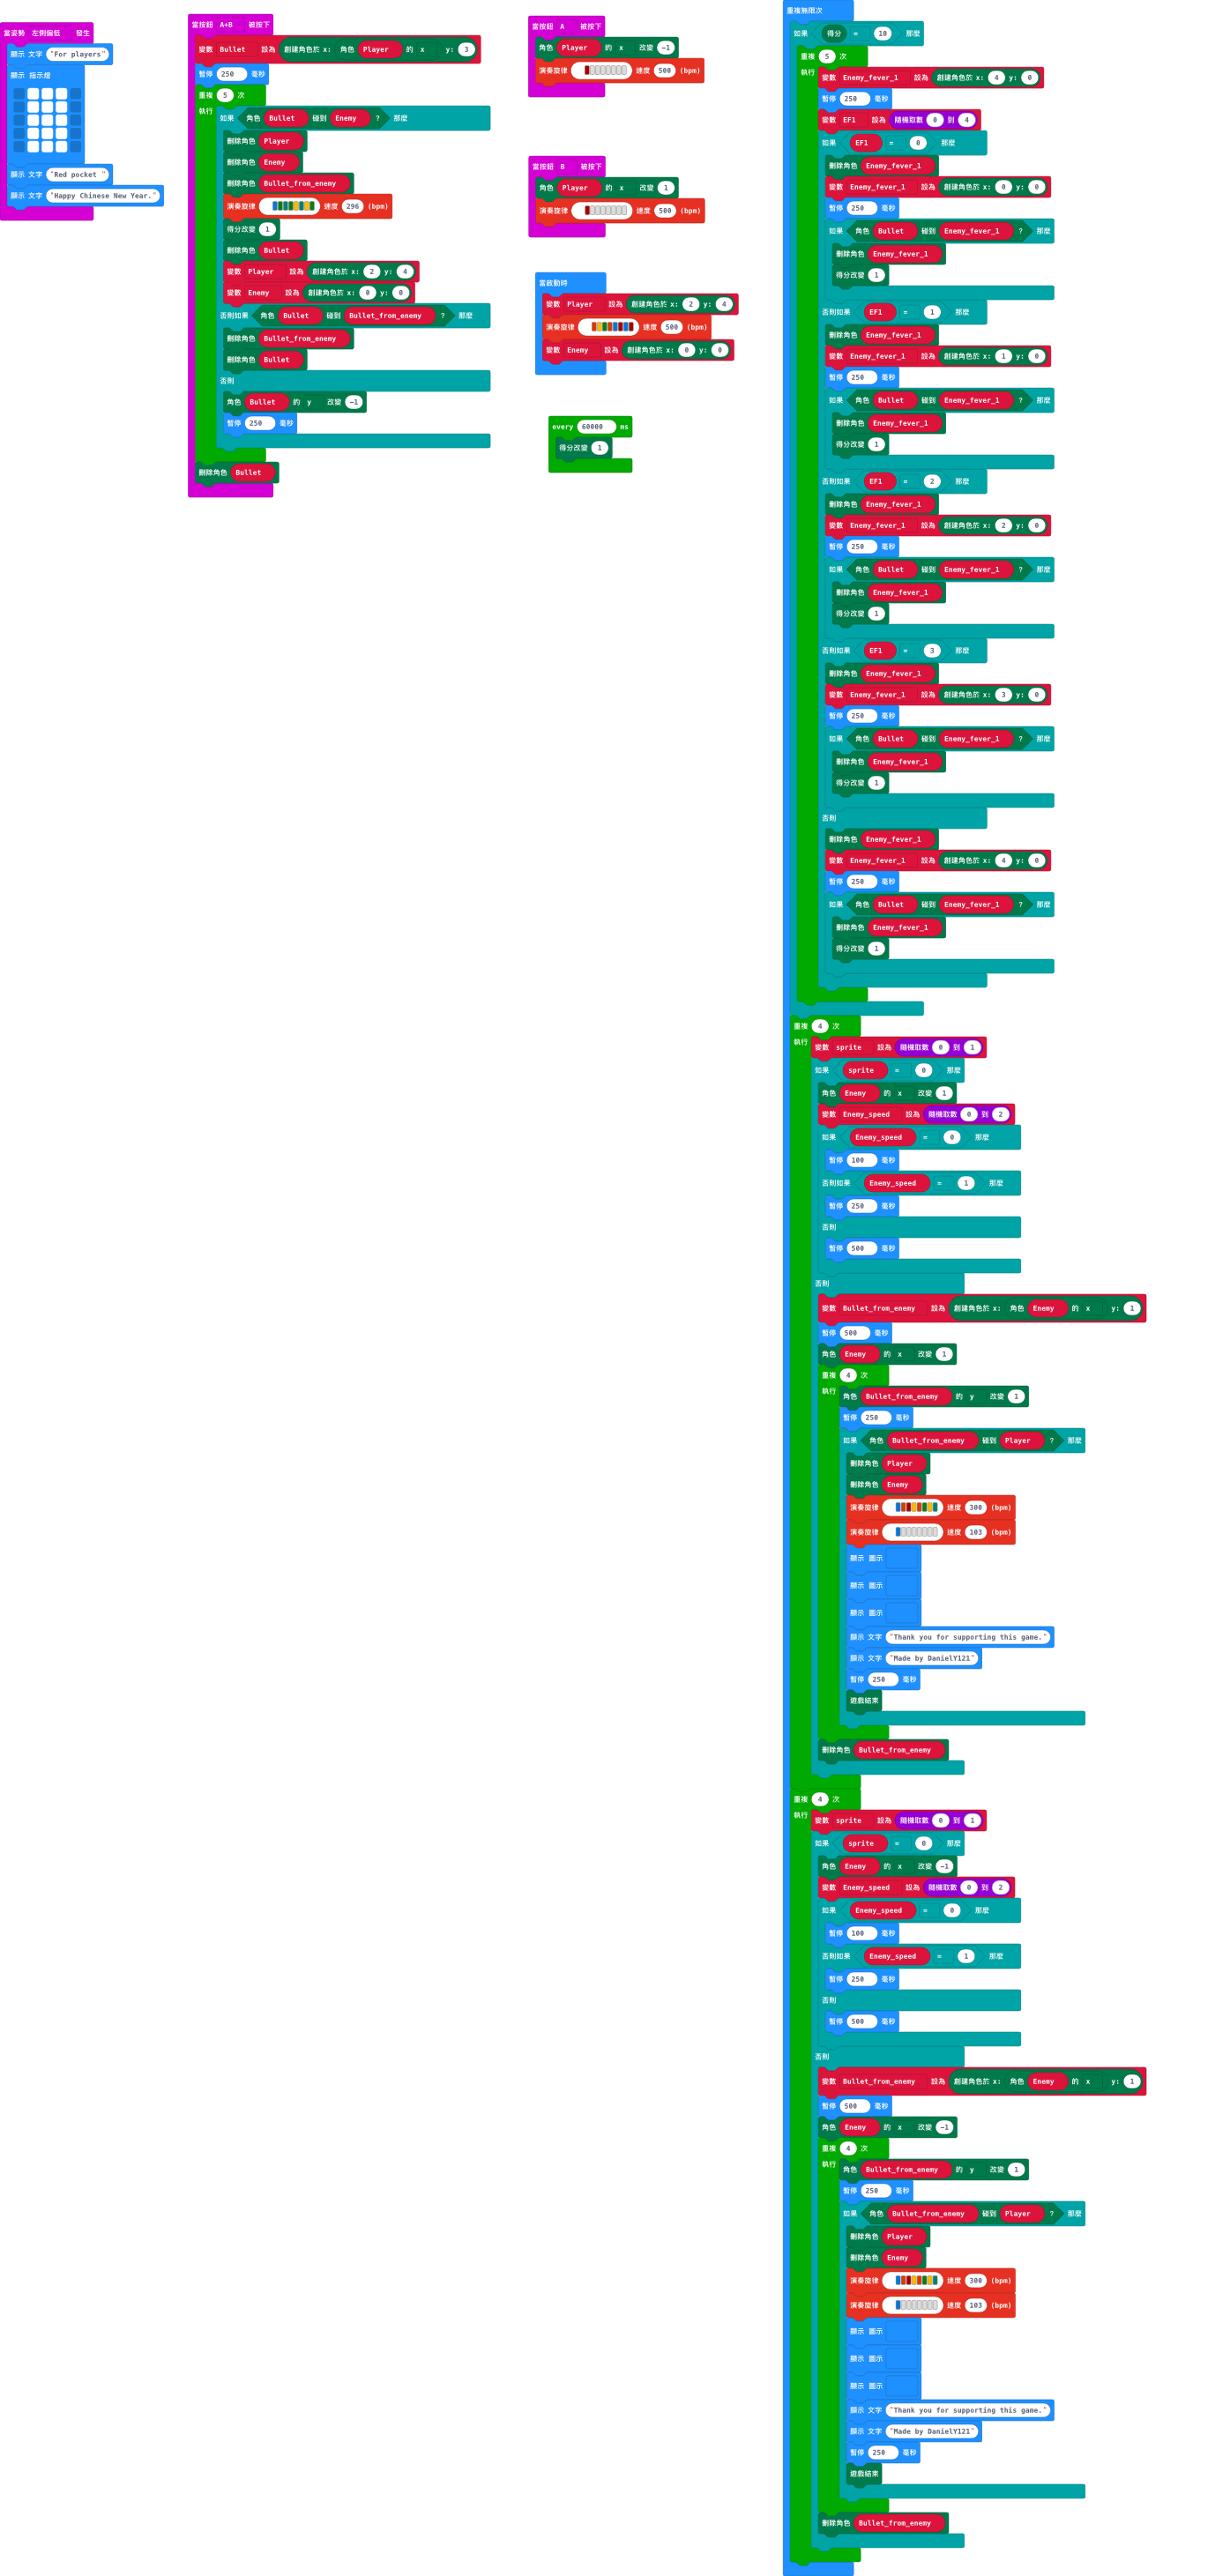 當姿勢 左側偏低 發生
顯示 文字 "For players"
顯示 指示燈
顯示 文字 "Red pocket "
顯示 文字 "Happy Chinese New Year."
當按鈕 A+B 被按下
變數 Bullet 設為 創建角色於 x: 角色 Player 的 x y: 3
暫停 250 毫秒
重複 5 次
執行
如果 角色 Bullet 碰到 Enemy ? 那麼
刪除角色 Player
刪除角色 Enemy
刪除角色 Bullet_from_enemy
演奏旋律 速度 296 (bpm)
得分改變 1
刪除角色 Bullet
變數 Player 設為 創建角色於 x: 2 y: 4
變數 Enemy 設為 創建角色於 x: 0 y: 0
否則如果 角色 Bullet 碰到 Bullet_from_enemy ? 那麼
刪除角色 Bullet_from_enemy
刪除角色 Bullet
否則
角色 Bullet 的 y 改變 -1
暫停 250 毫秒
刪除角色 Bullet
當按鈕 A 被按下
角色 Player 的 x 改變 -1
演奏旋律 速度 500 (bpm)
當按鈕 B 被按下
角色 Player 的 x 改變 1
演奏旋律 速度 500 (bpm)
當啟動時
變數 Player 設為 創建角色於 x: 2 y: 4
演奏旋律 速度 500 (bpm)
變數 Enemy 設為 創建角色於 x: 0 y: 0
every 60000 ms
得分改變 1
重複無限次
如果 得分 = 10 那麼
重複 5 次
執行
變數 Enemy_fever_1 設為 創建角色於 x: 4 y: 0
暫停 250 毫秒
變數 EF1 設為 隨機取數 0 到 4
如果 EF1 = 0 那麼
刪除角色 Enemy_fever_1
變數 Enemy_fever_1 設為 創建角色於 x: 0 y: 0
暫停 250 毫秒
如果 角色 Bullet 碰到 Enemy_fever_1 ? 那麼
刪除角色 Enemy_fever_1
得分改變 1
否則如果 EF1 = 1 那麼
刪除角色 Enemy_fever_1
變數 Enemy_fever_1 設為 創建角色於 x: 1 y: 0
暫停 250 毫秒
如果 角色 Bullet 碰到 Enemy_fever_1 ? 那麼
刪除角色 Enemy_fever_1
得分改變 1
否則如果 EF1 = 2 那麼
刪除角色 Enemy_fever_1
變數 Enemy_fever_1 設為 創建角色於 x: 2 y: 0
暫停 250 毫秒
如果 角色 Bullet 碰到 Enemy_fever_1 ? 那麼
刪除角色 Enemy_fever_1
得分改變 1
否則如果 EF1 = 3 那麼
刪除角色 Enemy_fever_1
變數 Enemy_fever_1 設為 創建角色於 x: 3 y: 0
暫停 250 毫秒
如果 角色 Bullet 碰到 Enemy_fever_1 ? 那麼
刪除角色 Enemy_fever_1
得分改變 1
否則
刪除角色 Enemy_fever_1
變數 Enemy_fever_1 設為 創建角色於 x: 4 y: 0
暫停 250 毫秒
如果 角色 Bullet 碰到 Enemy_fever_1 ? 那麼
刪除角色 Enemy_fever_1
得分改變 1
重複 4 次
執行
變數 sprite 設為 隨機取數 0 到 1
如果 sprite = 0 那麼
角色 Enemy 的 x 改變 1
變數 Enemy_speed 設為 隨機取數 0 到 2
如果 Enemy_speed = 0 那麼
暫停 100 毫秒
否則如果 Enemy_speed = 1 那麼
暫停 250 毫秒
否則
暫停 500 毫秒
否則
變數 Bullet_from_enemy 設為 創建角色於 x: 角色 Enemy 的 x y: 1
暫停 500 毫秒
角色 Enemy 的 x 改變 1
重複 4 次
執行
角色 Bullet_from_enemy 的 y 改變 1
暫停 250 毫秒
如果 角色 Bullet_from_enemy 碰到 Player ? 那麼
刪除角色 Player
刪除角色 Enemy
演奏旋律 速度 300 (bpm)
演奏旋律 速度 103 (bpm)
顯示 圖示
顯示 圖示
顯示 圖示
顯示 文字 "Thank you for supporting this game."
顯示 文字 "Made by DanielY121"
暫停 250 毫秒
遊戲結束
刪除角色 Bullet_from_enemy
重複 4 次
執行
變數 sprite 設為 隨機取數 0 到 1
如果 sprite = 0 那麼
角色 Enemy 的 x 改變 -1
變數 Enemy_speed 設為 隨機取數 0 到 2
如果 Enemy_speed = 0 那麼
暫停 100 毫秒
否則如果 Enemy_speed = 1 那麼
暫停 250 毫秒
否則
暫停 500 毫秒
否則
變數 Bullet_from_enemy 設為 創建角色於 x: 角色 Enemy 的 x y: 1
暫停 500 毫秒
角色 Enemy 的 x 改變 -1
重複 4 次
執行
角色 Bullet_from_enemy 的 y 改變 1
暫停 250 毫秒
如果 角色 Bullet_from_enemy 碰到 Player ? 那麼
刪除角色 Player
刪除角色 Enemy
演奏旋律 速度 300 (bpm)
演奏旋律 速度 103 (bpm)
顯示 圖示
顯示 圖示
顯示 圖示
顯示 文字 "Thank you for supporting this game."
顯示 文字 "Made by DanielY121"
暫停 250 毫秒
遊戲結束
刪除角色 Bullet_from_enemy